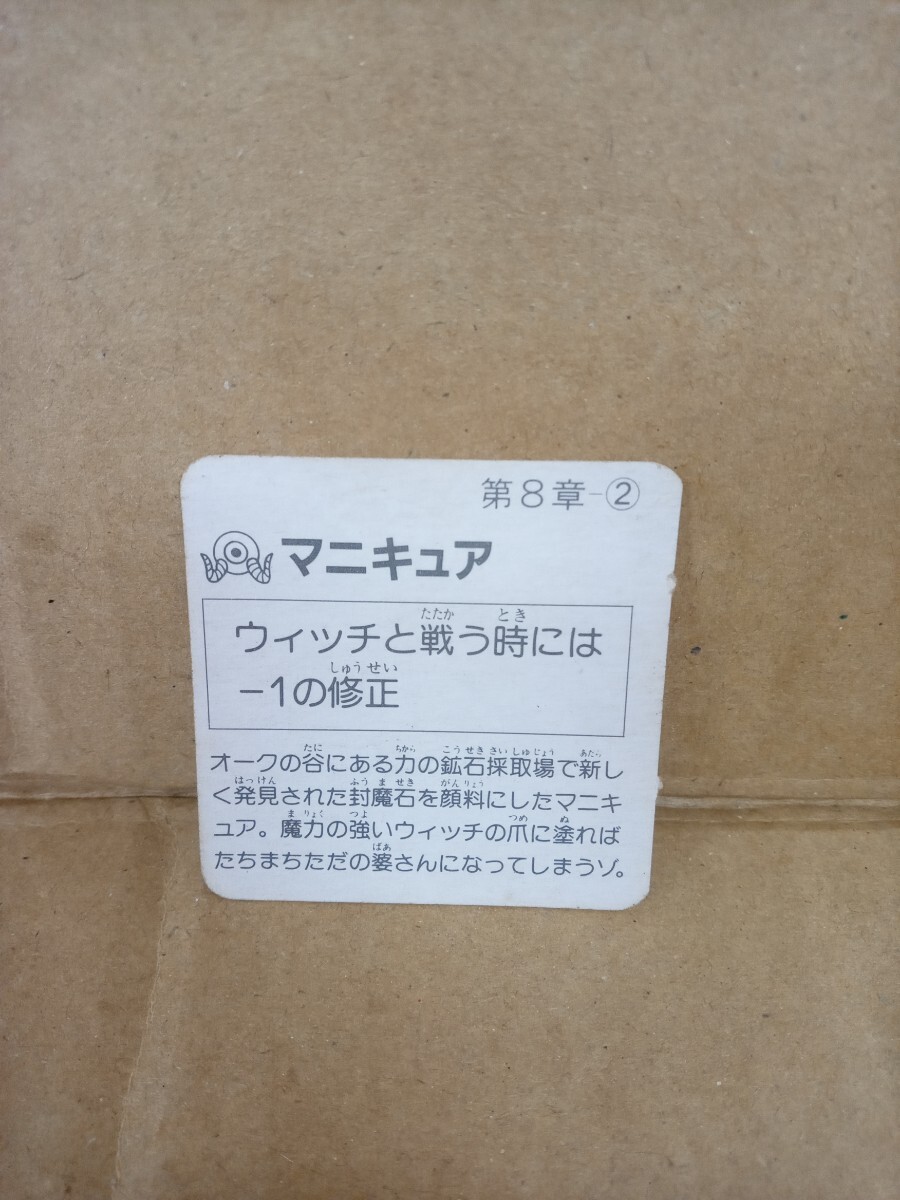 第8章-②
マニキュア
ウィッチと戦う時には
-1の修正
オークの谷にある力の鉱石採取場で新し
く発見された封魔石を顔料にしたマニキ
ュア。魔力の強いウィッチの爪に塗れば
たちまちただの婆さんになってしまうゾ。